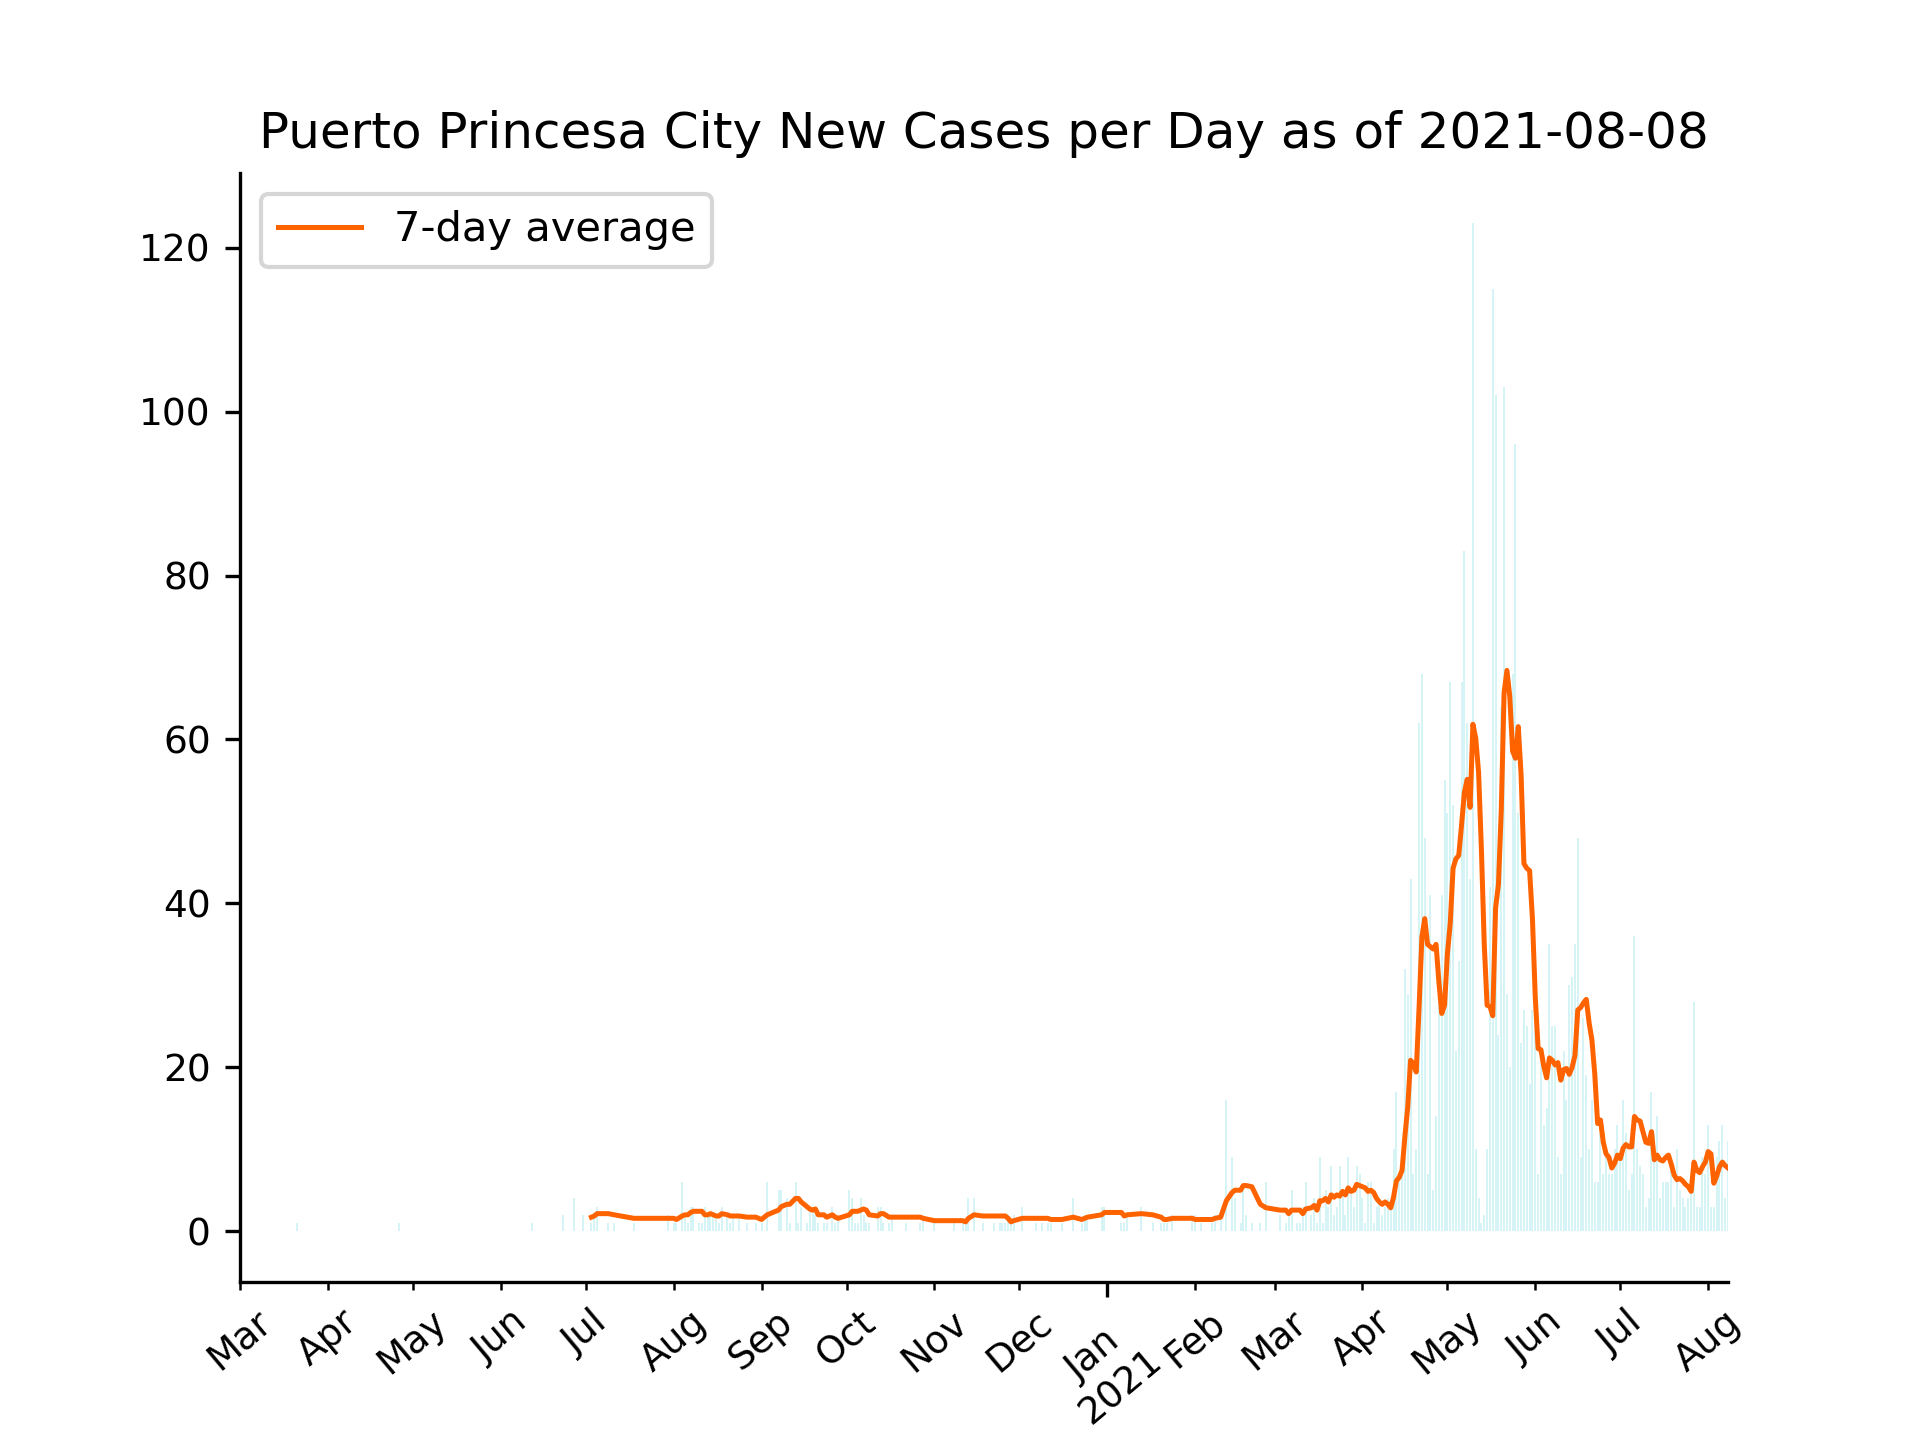 Puerto Princesa City New Cases per Day as of 2021-08-08
7-day average
120
100
80
60
40
20
0
Mar Apr May Jun Jul Aug Sep Oct Nov Dec Jan Feb Mar Apr May Jun Jul Aug
2021